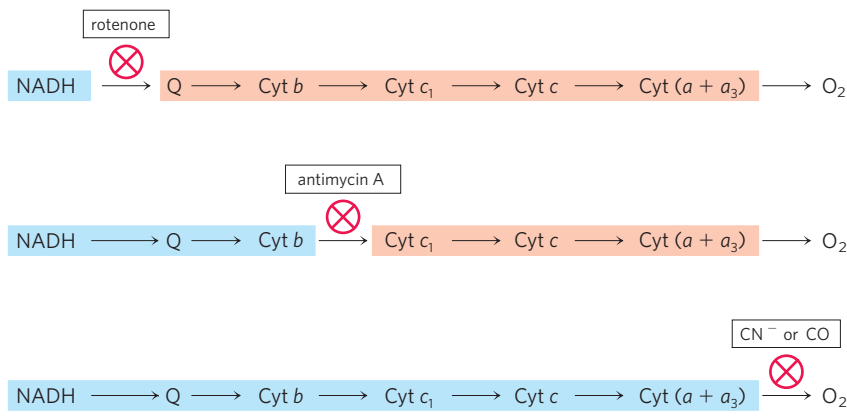 rotenone
NADH → Q → Cyt b → Cyt c₁ → Cyt c → Cyt (a + a₃) → O₂
antimycin A
NADH → Q → Cyt b → Cyt c₁ → Cyt c → Cyt (a + a₃) → O₂
CN⁻ or CO
NADH → Q → Cyt b → Cyt c₁ → Cyt c → Cyt (a + a₃) → O₂